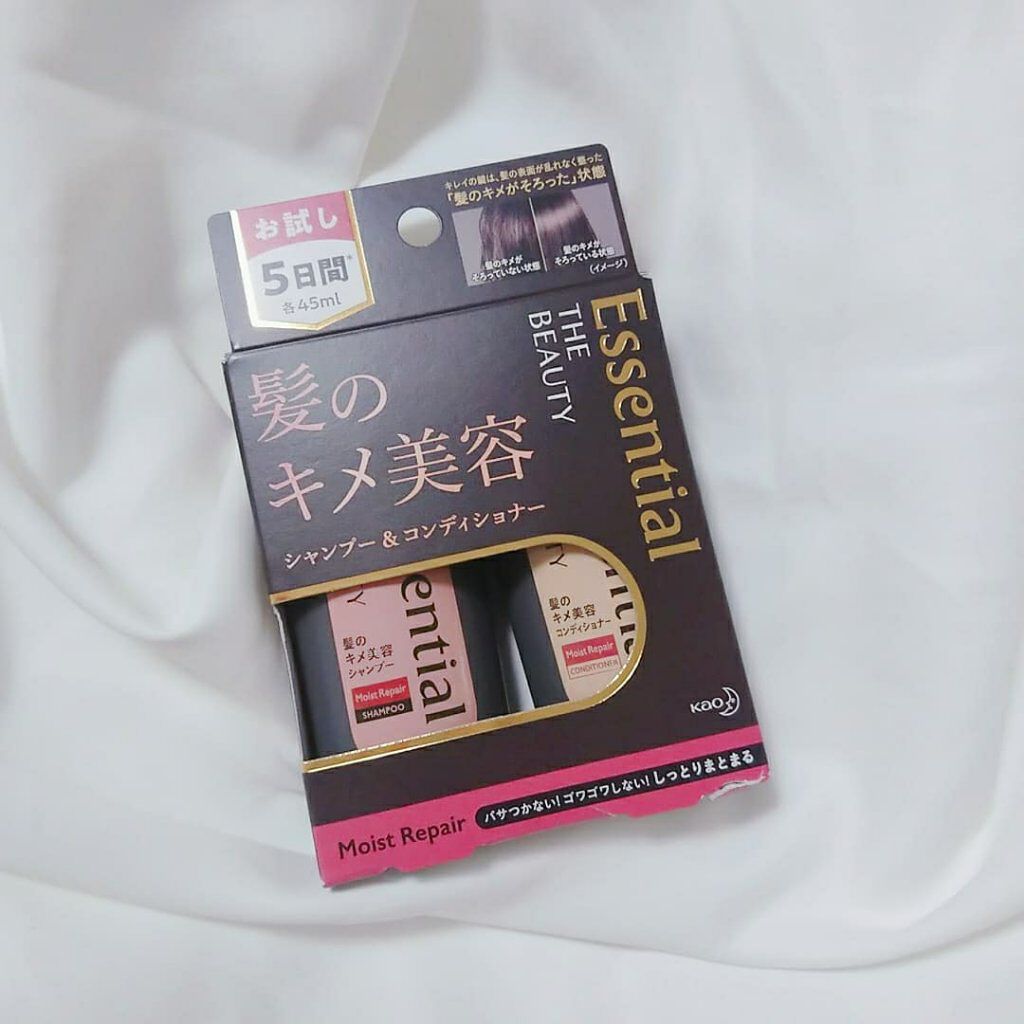 お試し
5日間*
各45ml
キレイの鍵は、髪の表面が乱れなく整った
「髪のキメがそろった」状態
髪のキメが
そろっていない状態
髪のキメが
そろっている状態
(イメージ)
Essential
THE
BEAUTY
髪の
キメ美容
シャンプー&コンディショナー
ential
TY
髪の
キメ美容
シャンプー
Moist Repair
SHAMPOO
TY
髪の
キメ美容
コンディショナー
Moist Repair
CONDITIONER
Kao
Moist Repair
パサつかない!ゴワゴワしない!しっとりまとまる